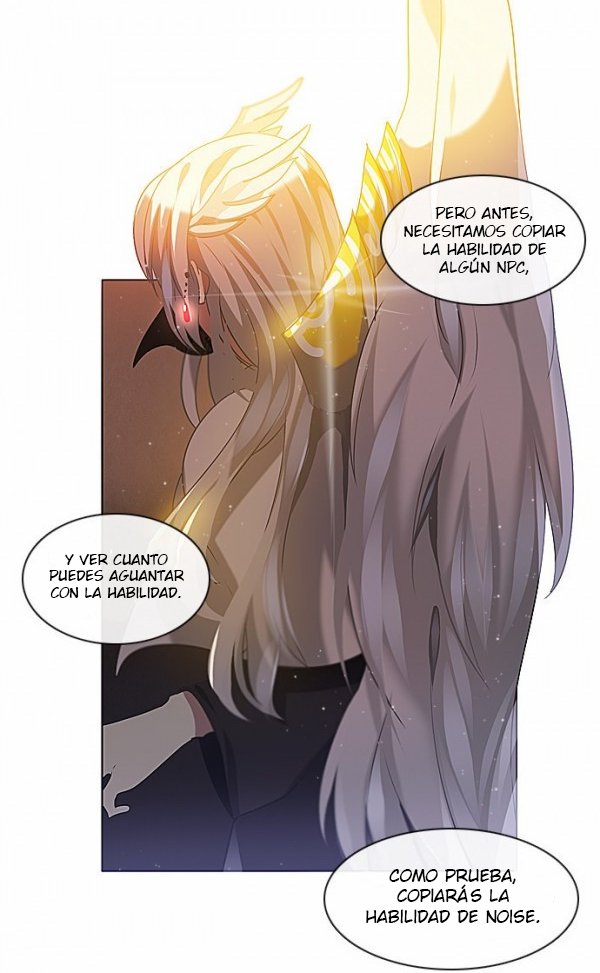 PERO ANTES,
NECESITAMOS COPIAR
LA HABILIDAD DE
ALGÚN NPC,
Y VER CUANTO
PUEDES AGUANTAR
CON LA HABILIDAD.
COMO PRUEBA,
COPIARÁS LA
HABILIDAD DE NOISE.